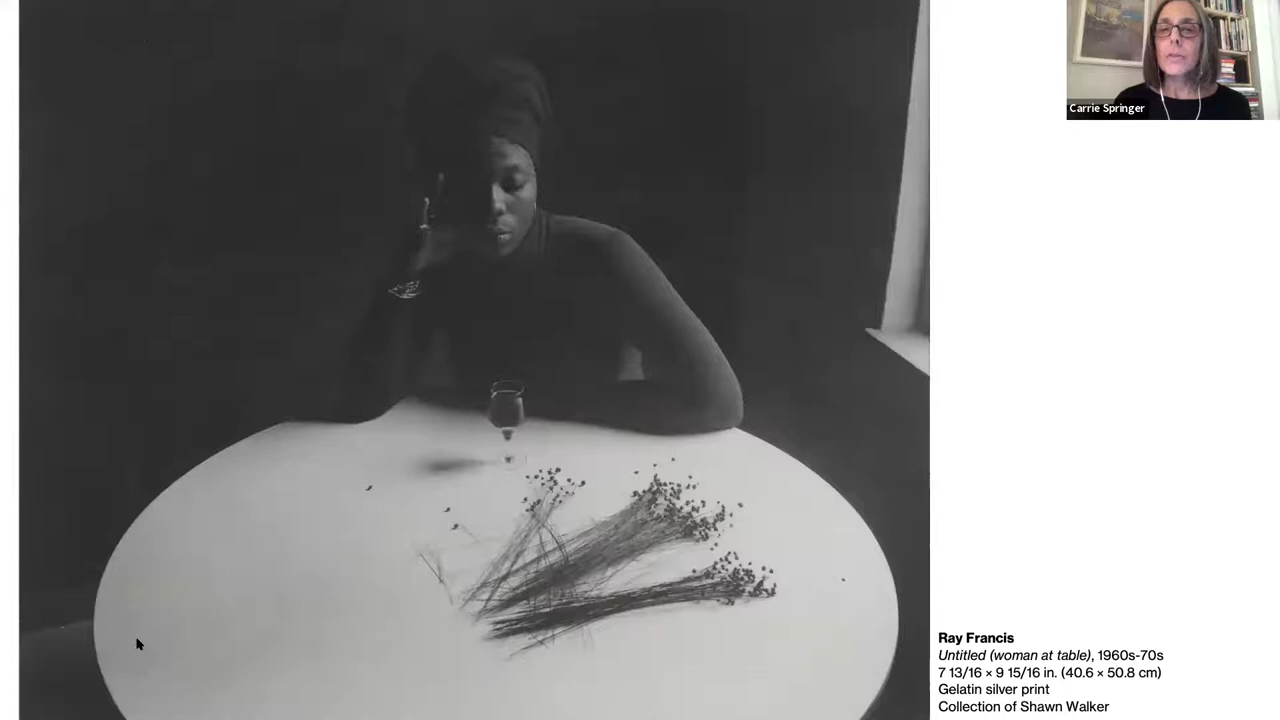 Carrie Springer
Ray Francis
Untitled (woman at table), 1960s-70s
7 13/16 × 9 15/16 in. (40.6 × 50.8 cm)
Gelatin silver print
Collection of Shawn Walker